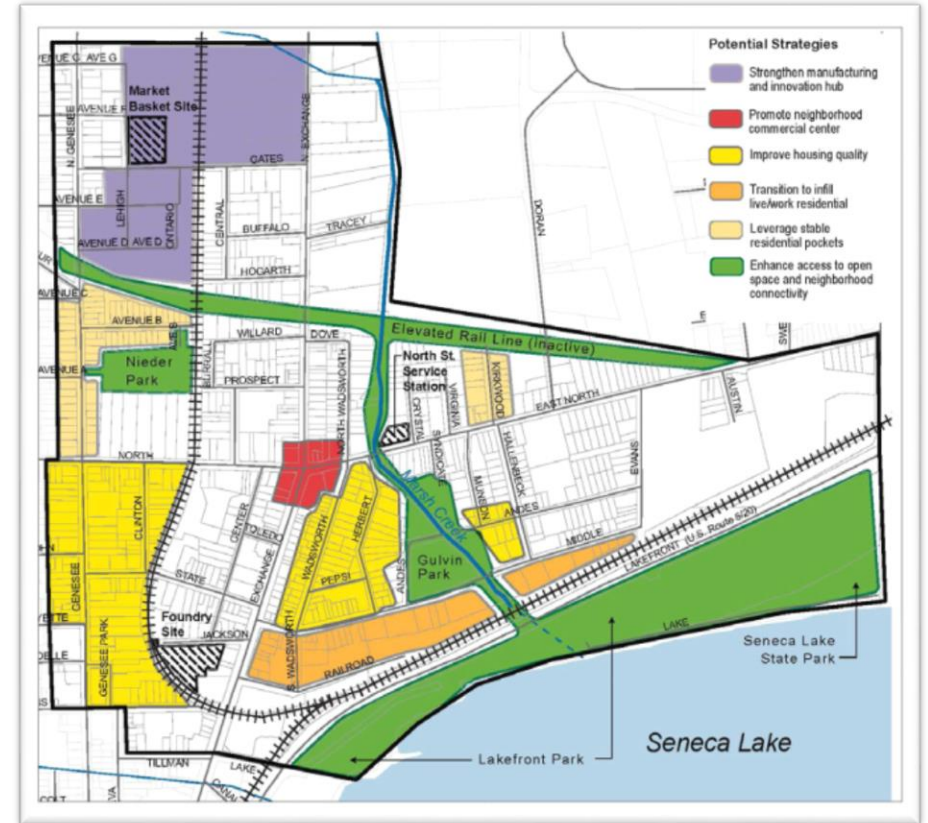 Potential Strategies
Strengthen manufacturing
and innovation hub
Promote neighborhood
commercial center
Improve housing quality
Transition to infill
live/work residential
Leverage stable
residential pockets
Enhance access to open
space and neighborhood
connectivity
AVE G
Market
Basket Site
N. GENESEE
N. EXCHANGE
OATES
AVENUE E
LEHIGH
ONTARIO
CENTRAL
BUFFALO
TRACEY
DORAN
AVENUE D
AVE D
HOGARTH
AVENUE C
AVENUE B
WILLARD
DOVE
Elevated Rail Line (inactive)
Nieder
Park
AVENUE A
BURRALL
PROSPECT
NORTH WADSWORTH
North St.
Service
Station
VIRGINIA
KIRKWOOD
CRYSTAL
SYNDICATE
EAST NORTH
AUSTIN
NORTH
HALLENBECK
EVANS
MUNSON
Marsh Creek
CLINTON
CENTER
TOLEDO
EXCHANGE
WADSWORTH
HERBERT
ANDES
MIDDLE
LAKEFRONT (U.S. Route 5/20)
Gulvin
Park
ANDES
PEPSI
STATE
GENESEE
GENESEE PARK
Foundry
Site
JACKSON
S. WADSWORTH
RAILROAD
LAKE
Seneca Lake
State Park
Seneca Lake
Lakefront Park
TILLMAN
LAKE